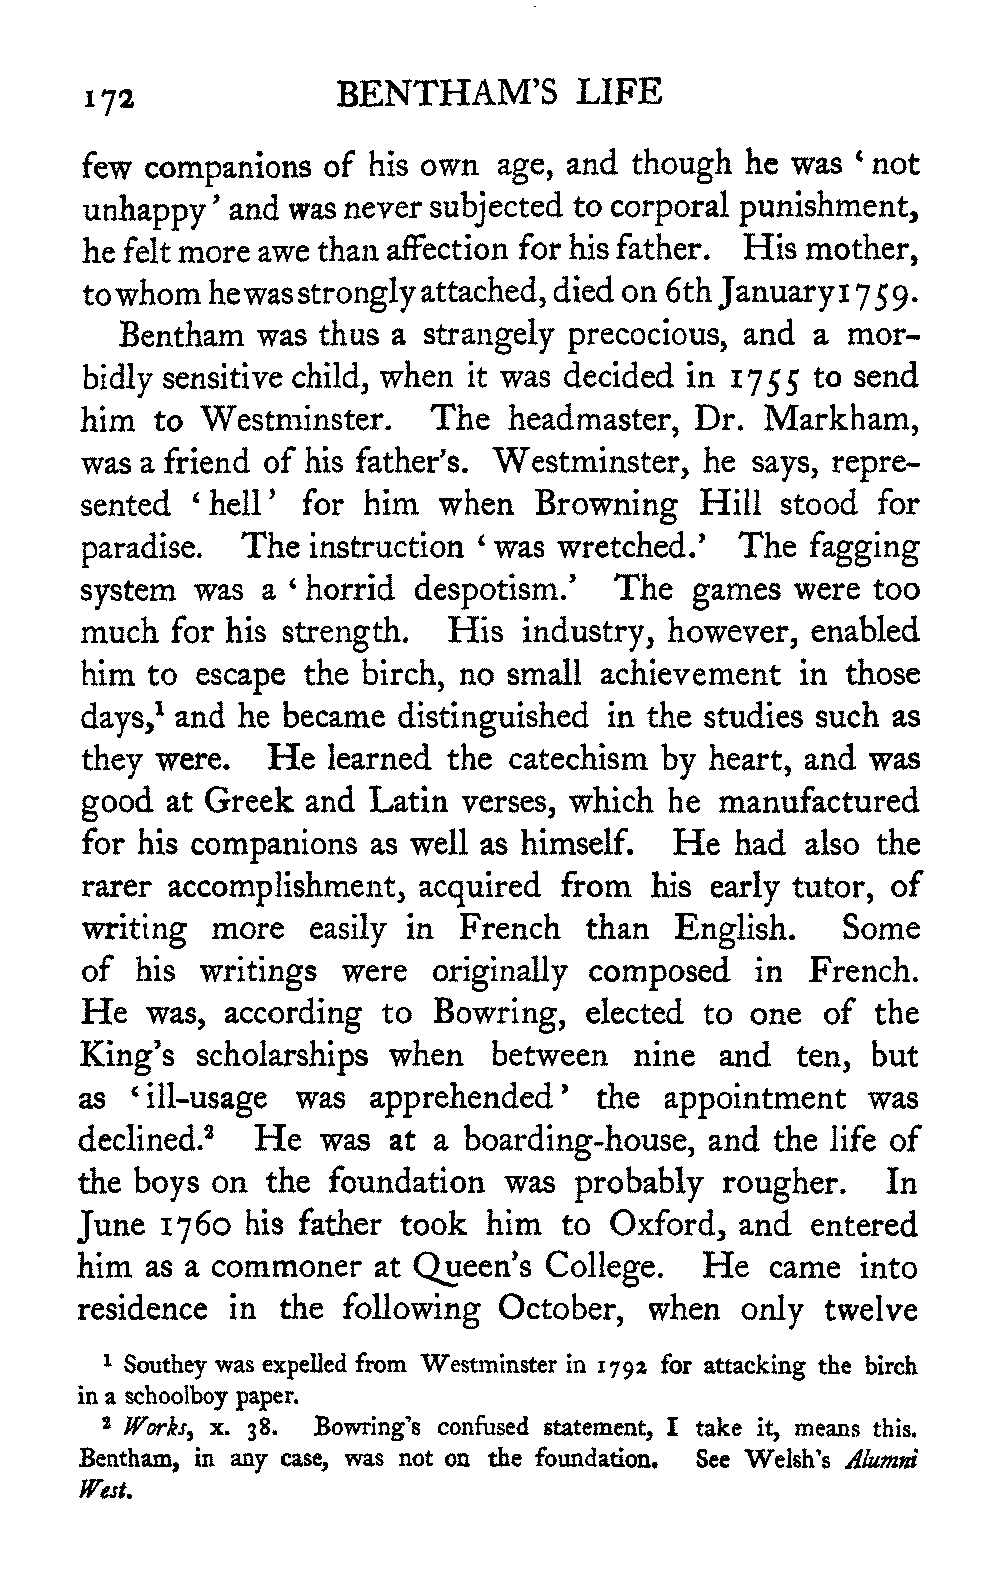 172 BENTHAM'S LIFE
few companions of his own age, and though he was ‘ not
unhappy ’ and was never subjected to corporal punishment,
he felt more awe than affection for his father. His mother,
to whom he was strongly attached, died on 6th January 1759.
Bentham was thus a strangely precocious, and a mor-
bidly sensitive child, when it was decided in 1755 to send
him to Westminster. The headmaster, Dr. Markham,
was a friend of his father's. Westminster, he says, repre-
sented ‘ hell ’ for him when Browning Hill stood for
paradise. The instruction ‘ was wretched.’ The fagging
system was a ‘ horrid despotism.’ The games were too
much for his strength. His industry, however, enabled
him to escape the birch, no small achievement in those
days,¹ and he became distinguished in the studies such as
they were. He learned the catechism by heart, and was
good at Greek and Latin verses, which he manufactured
for his companions as well as himself. He had also the
rarer accomplishment, acquired from his early tutor, of
writing more easily in French than English. Some
of his writings were originally composed in French.
He was, according to Bowring, elected to one of the
King's scholarships when between nine and ten, but
as ‘ ill-usage was apprehended ’ the appointment was
declined.² He was at a boarding-house, and the life of
the boys on the foundation was probably rougher. In
June 1760 his father took him to Oxford, and entered
him as a commoner at Queen's College. He came into
residence in the following October, when only twelve
¹ Southey was expelled from Westminster in 1792 for attacking the birch
in a schoolboy paper.
² Works, x. 38. Bowring's confused statement, I take it, means this.
Bentham, in any case, was not on the foundation. See Welsh's Alumni
West.